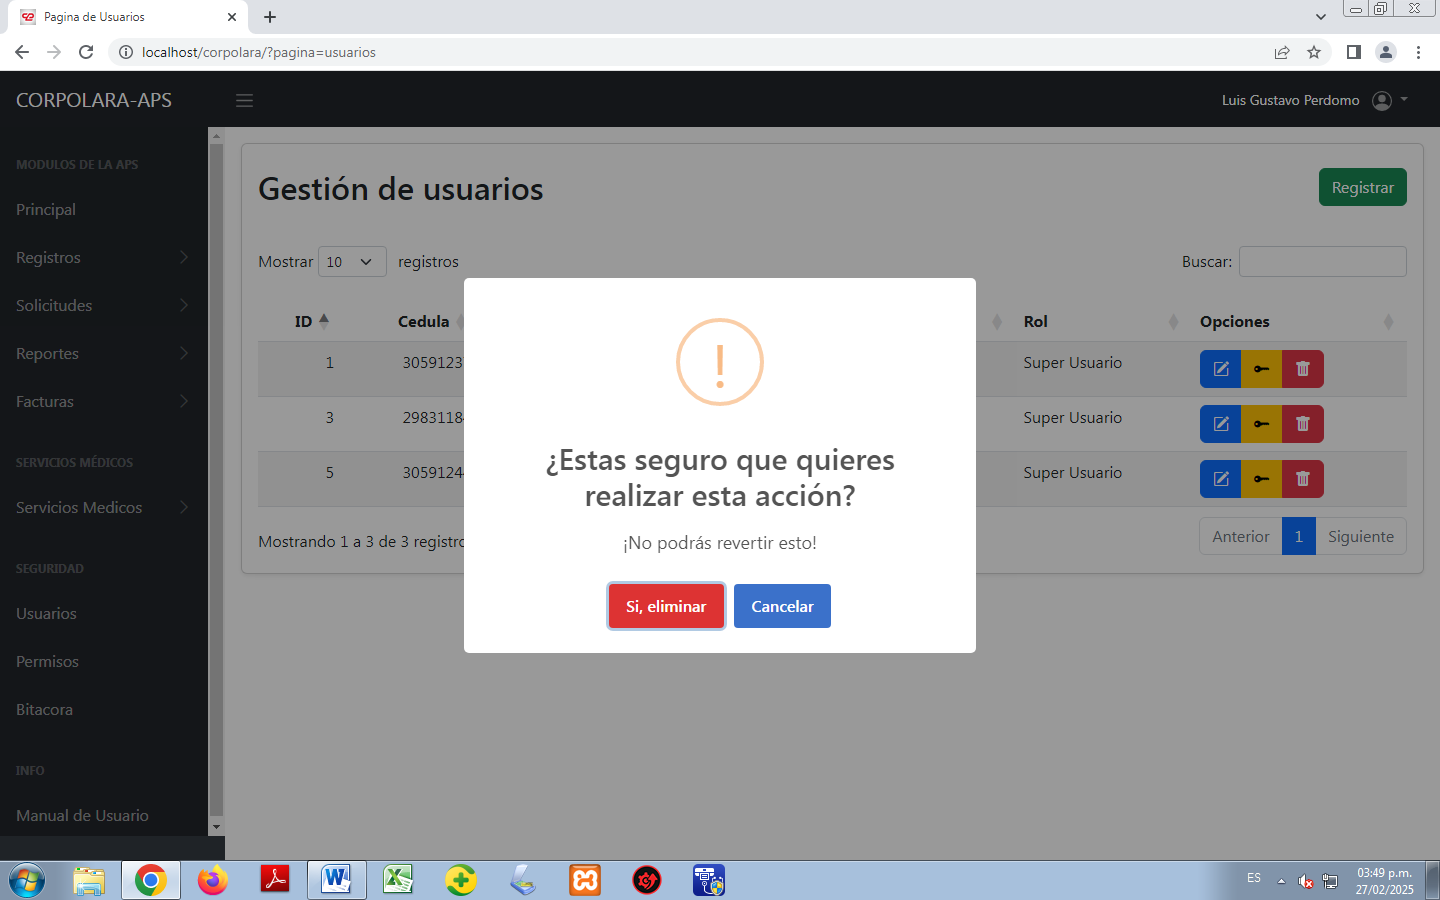 Pagina de Usuarios
localhost/corpolara/?pagina=usuarios
CORPOLARA-APS
Luis Gustavo Perdomo
MODULOS DE LA APS
Principal
Registros
Solicitudes
Reportes
Facturas
SERVICIOS MÉDICOS
Servicios Medicos
SEGURIDAD
Usuarios
Permisos
Bitacora
INFO
Manual de Usuario
Gestión de usuarios
Registrar
Mostrar 10 registros
Buscar:
ID Cedula Rol Opciones
1 3059123 Super Usuario
3 2983118 Super Usuario
5 3059124 Super Usuario
Mostrando 1 a 3 de 3 registro
Anterior 1 Siguiente
¿Estas seguro que quieres
realizar esta acción?
¡No podrás revertir esto!
Si, eliminar
Cancelar
ES
03:49 p.m.
27/02/2025